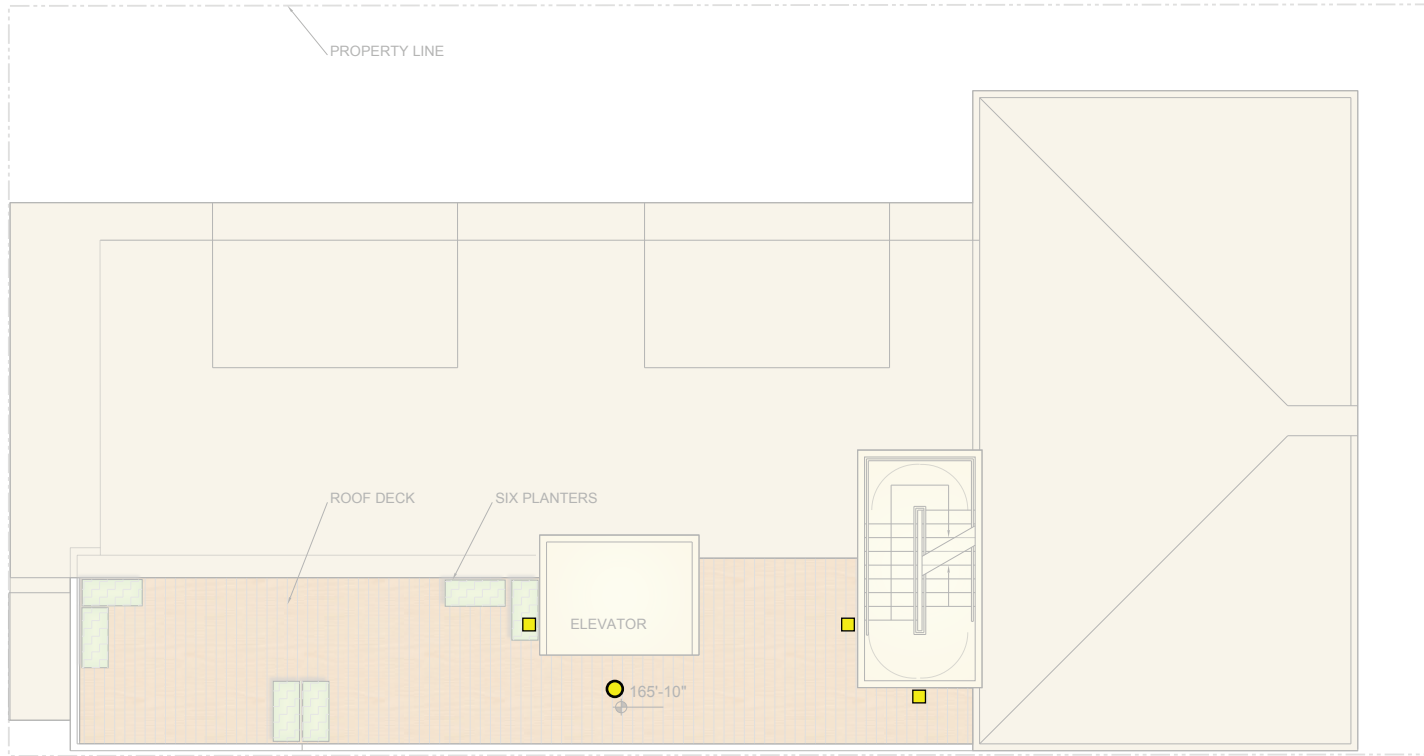 PROPERTY LINE
ROOF DECK
SIX PLANTERS
ELEVATOR
165'-10"